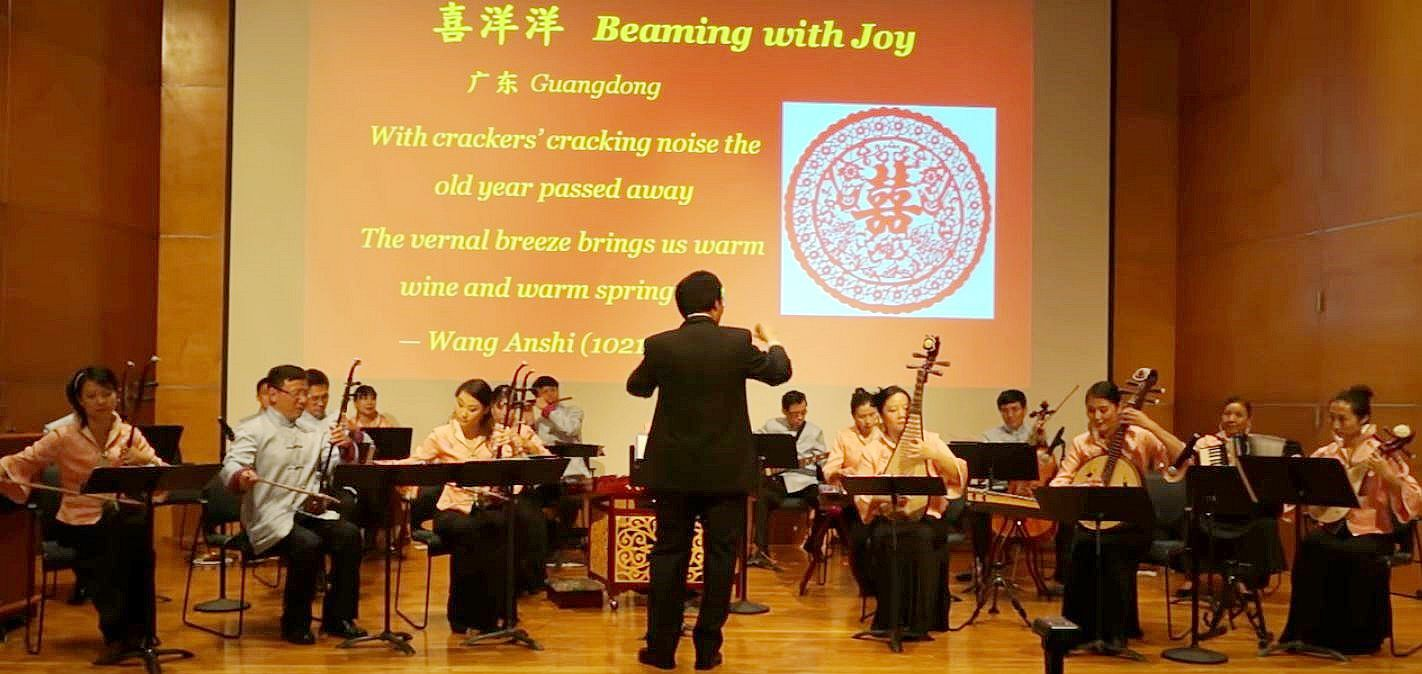 喜洋洋 Beaming with Joy
广东 Guangdong
With crackers’ cracking noise the
old year passed away
The vernal breeze brings us warm
wine and warm spring
— Wang Anshi (1021
囍